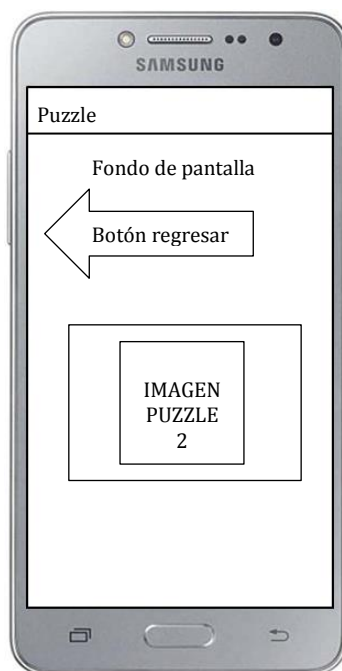 SAMSUNG
Puzzle
Fondo de pantalla
Botón regresar
IMAGEN
PUZZLE
2